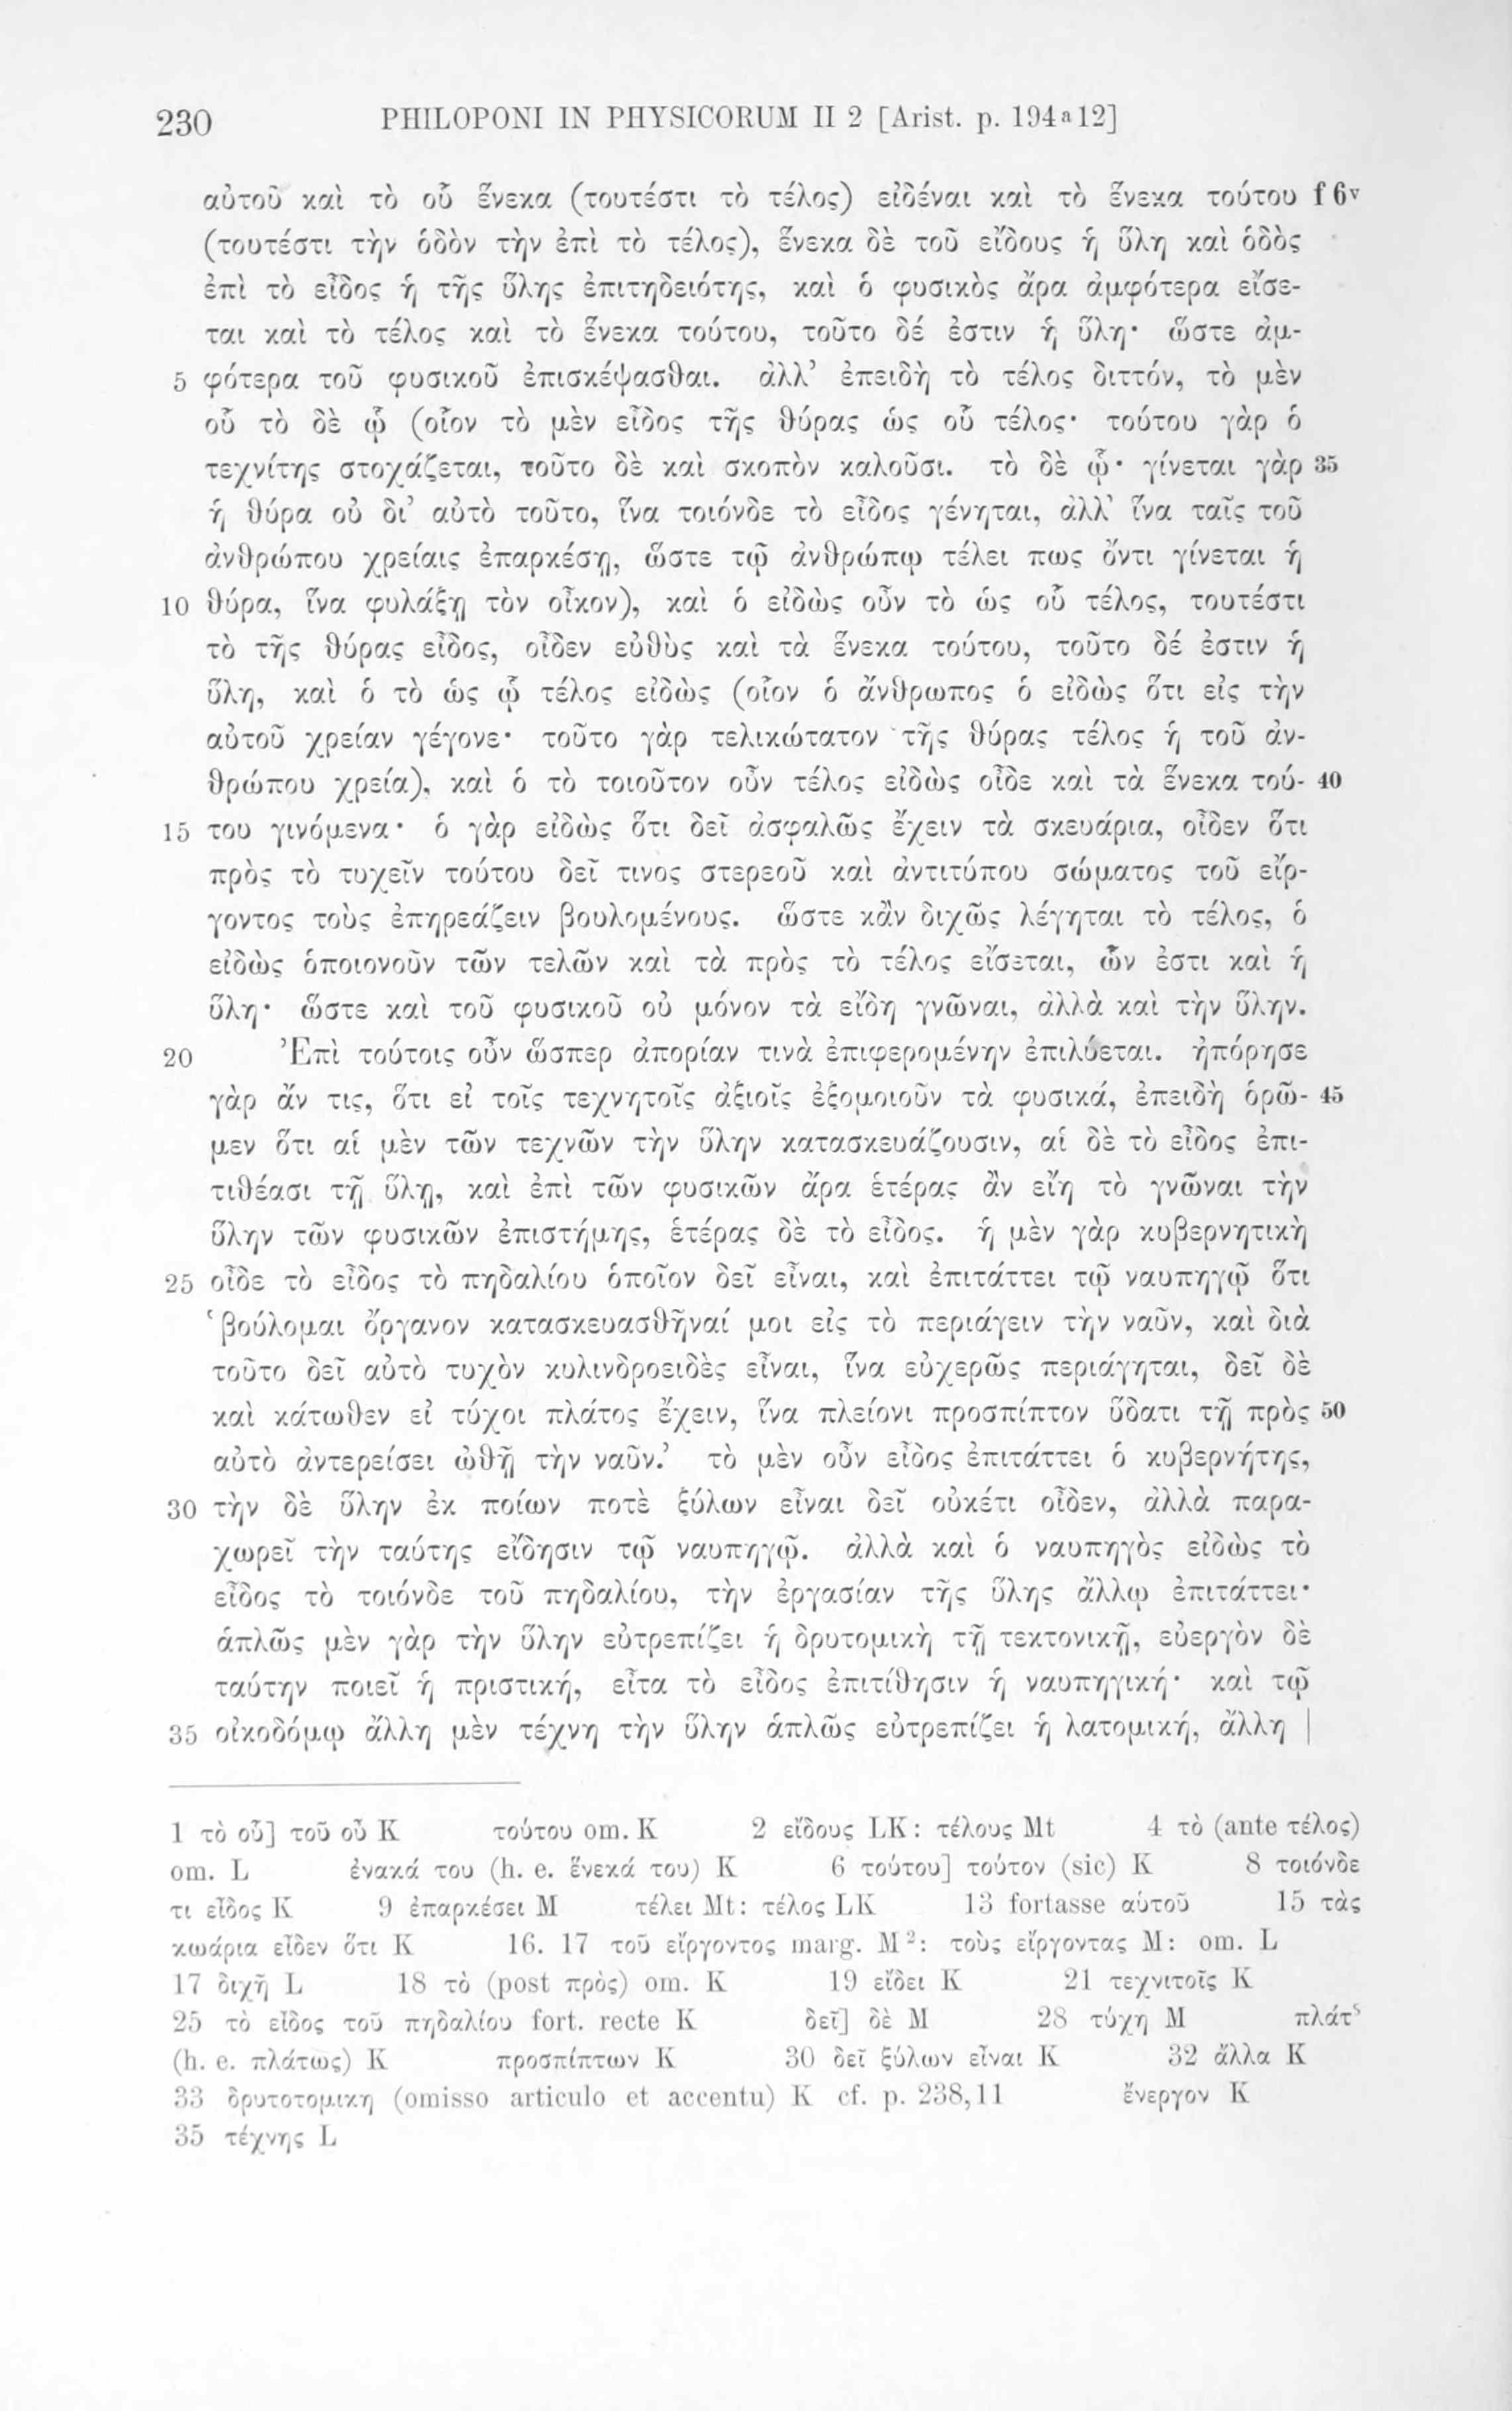 230 PHILOPONI IN PHYSICORUM II 2 [Arist. p. 194ª12]
αὐτοῦ καὶ τὸ οὗ ἕνεκα (τουτέστι τὸ τέλος) εἰδέναι καὶ τὸ ἕνεκα τούτου f 6ᵛ
(τουτέστι τὴν ὁδὸν τὴν ἐπὶ τὸ τέλος), ἕνεκα δὲ τοῦ εἴδους ἡ ὕλη καὶ ὁδὸς
ἐπὶ τὸ εἶδος ἡ τῆς ὕλης ἐπιτηδειότης, καὶ ὁ φυσικὸς ἄρα ἀμφότερα εἴσε-
ται καὶ τὸ τέλος καὶ τὸ ἕνεκα τούτου, τοῦτο δέ ἐστιν ἡ ὕλη· ὥστε ἀμ-
5 φότερα τοῦ φυσικοῦ ἐπισκέψασθαι. ἀλλ’ ἐπειδὴ τὸ τέλος διττόν, τὸ μὲν
οὗ τὸ δὲ ᾧ (οἷον τὸ μὲν εἶδος τῆς θύρας ὡς οὗ τέλος· τούτου γὰρ ὁ
τεχνίτης στοχάζεται, τοῦτο δὲ καὶ σκοπὸν καλοῦσι. τὸ δὲ ᾧ· γίνεται γὰρ 35
ἡ θύρα οὐ δι’ αὐτὸ τοῦτο, ἵνα τοιόνδε τὸ εἶδος γένηται, ἀλλ’ ἵνα ταῖς τοῦ
ἀνθρώπου χρείαις ἐπαρκέσῃ, ὥστε τῷ ἀνθρώπῳ τέλει πως ὄντι γίνεται ἡ
10 θύρα, ἵνα φυλάξῃ τὸν οἶκον), καὶ ὁ εἰδὼς οὖν τὸ ὡς οὗ τέλος, τουτέστι
τὸ τῆς θύρας εἶδος, οἶδεν εὐθὺς καὶ τὰ ἕνεκα τούτου, τοῦτο δέ ἐστιν ἡ
ὕλη, καὶ ὁ τὸ ὡς ᾧ τέλος εἰδὼς (οἷον ὁ ἄνθρωπος ὁ εἰδὼς ὅτι εἰς τὴν
αὐτοῦ χρείαν γέγονε· τοῦτο γὰρ τελικώτατον τῆς θύρας τέλος ἡ τοῦ ἀν-
θρώπου χρεία), καὶ ὁ τὸ τοιοῦτον οὖν τέλος εἰδὼς οἶδε καὶ τὰ ἕνεκα τού- 40
15 του γινόμενα· ὁ γὰρ εἰδὼς ὅτι δεῖ ἀσφαλῶς ἔχειν τὰ σκευάρια, οἶδεν ὅτι
πρὸς τὸ τυχεῖν τούτου δεῖ τινος στερεοῦ καὶ ἀντιτύπου σώματος τοῦ εἴρ-
γοντος τοὺς ἐπηρεάζειν βουλομένους. ὥστε κἂν διχῶς λέγηται τὸ τέλος, ὁ
εἰδὼς ὁποιονοῦν τῶν τελῶν καὶ τὰ πρὸς τὸ τέλος εἴσεται, ὧν ἐστι καὶ ἡ
ὕλη· ὥστε καὶ τοῦ φυσικοῦ οὐ μόνον τὰ εἴδη γνῶναι, ἀλλὰ καὶ τὴν ὕλην.
20 Ἐπὶ τούτοις οὖν ὥσπερ ἀπορίαν τινὰ ἐπιφερομένην ἐπιλύεται. ἠπόρησε
γὰρ ἄν τις, ὅτι εἰ τοῖς τεχνητοῖς ἀξιοῖς ἐξομοιοῦν τὰ φυσικά, ἐπειδὴ ὁρῶ- 45
μεν ὅτι αἱ μὲν τῶν τεχνῶν τὴν ὕλην κατασκευάζουσιν, αἱ δὲ τὸ εἶδος ἐπι-
τιθέασι τῇ ὕλῃ, καὶ ἐπὶ τῶν φυσικῶν ἄρα ἑτέρας ἂν εἴη τὸ γνῶναι τὴν
ὕλην τῶν φυσικῶν ἐπιστήμης, ἑτέρας δὲ τὸ εἶδος. ἡ μὲν γὰρ κυβερνητικὴ
25 οἶδε τὸ εἶδος τὸ πηδαλίου ὁποῖον δεῖ εἶναι, καὶ ἐπιτάττει τῷ ναυπηγῷ ὅτι
‘βούλομαι ὄργανον κατασκευασθῆναί μοι εἰς τὸ περιάγειν τὴν ναῦν, καὶ διὰ
τοῦτο δεῖ αὐτὸ τυχὸν κυλινδροειδὲς εἶναι, ἵνα εὐχερῶς περιάγηται, δεῖ δὲ
καὶ κάτωθεν εἰ τύχοι πλάτος ἔχειν, ἵνα πλείονι προσπίπτον ὕδατι τῇ πρὸς 50
αὐτὸ ἀντερείσει ὠθῇ τὴν ναῦν.’ τὸ μὲν οὖν εἶδος ἐπιτάττει ὁ κυβερνήτης,
30 τὴν δὲ ὕλην ἐκ ποίων ποτὲ ξύλων εἶναι δεῖ οὐκέτι οἶδεν, ἀλλὰ παρα-
χωρεῖ τὴν ταύτης εἴδησιν τῷ ναυπηγῷ. ἀλλὰ καὶ ὁ ναυπηγὸς εἰδὼς τὸ
εἶδος τὸ τοιόνδε τοῦ πηδαλίου, τὴν ἐργασίαν τῆς ὕλης ἄλλῳ ἐπιτάττει·
ἁπλῶς μὲν γὰρ τὴν ὕλην εὐτρεπίζει ἡ δρυτομικὴ τῇ τεκτονικῇ, εὐεργὸν δὲ
ταύτην ποιεῖ ἡ πριστική, εἶτα τὸ εἶδος ἐπιτίθησιν ἡ ναυπηγική· καὶ τῷ
35 οἰκοδόμῳ ἄλλη μὲν τέχνη τὴν ὕλην ἁπλῶς εὐτρεπίζει ἡ λατομική, ἄλλη |
1 τὸ οὗ] τοῦ οὗ K τούτου om. K 2 εἴδους LK: τέλους Mt 4 τὸ (ante τέλος)
om. L ἐνακά του (h. e. ἕνεκά του) K 6 τούτου] τούτον (sic) K 8 τοιόνδε
τι εἶδος K 9 ἐπαρκέσει M τέλει Mt: τέλος LK 13 fortasse αὑτοῦ 15 τὰς
κωάρια εἶδεν ὅτι K 16. 17 τοῦ εἴργοντος marg. M²: τοὺς εἴργοντας M: om. L
17 διχῇ L 18 τὸ (post πρὸς) om. K 19 εἴδει K 21 τεχνιτοῖς K
25 τὸ εἶδος τοῦ πηδαλίου fort. recte K δεῖ] δὲ M 28 τύχη M πλάτˢ
(h. e. πλάτως) K προσπίπτων K 30 δεῖ ξύλων εἶναι K 32 ἄλλα K
33 δρυτοτομικη (omisso articulo et accentu) K cf. p. 238,11 ἔνεργον K
35 τέχνης L